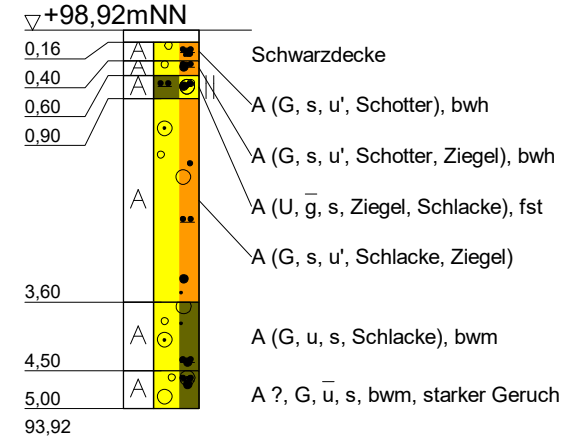 +98,92mNN
0,16
0,40
0,60
0,90
3,60
4,50
5,00
93,92
A
A
A
A
A
A
Schwarzdecke
A (G, s, u', Schotter), bwh
A (G, s, u', Schotter, Ziegel), bwh
A (U, g̅, s, Ziegel, Schlacke), fst
A (G, s, u', Schlacke, Ziegel)
A (G, u, s, Schlacke), bwm
A ?, G, u̅, s, bwm, starker Geruch